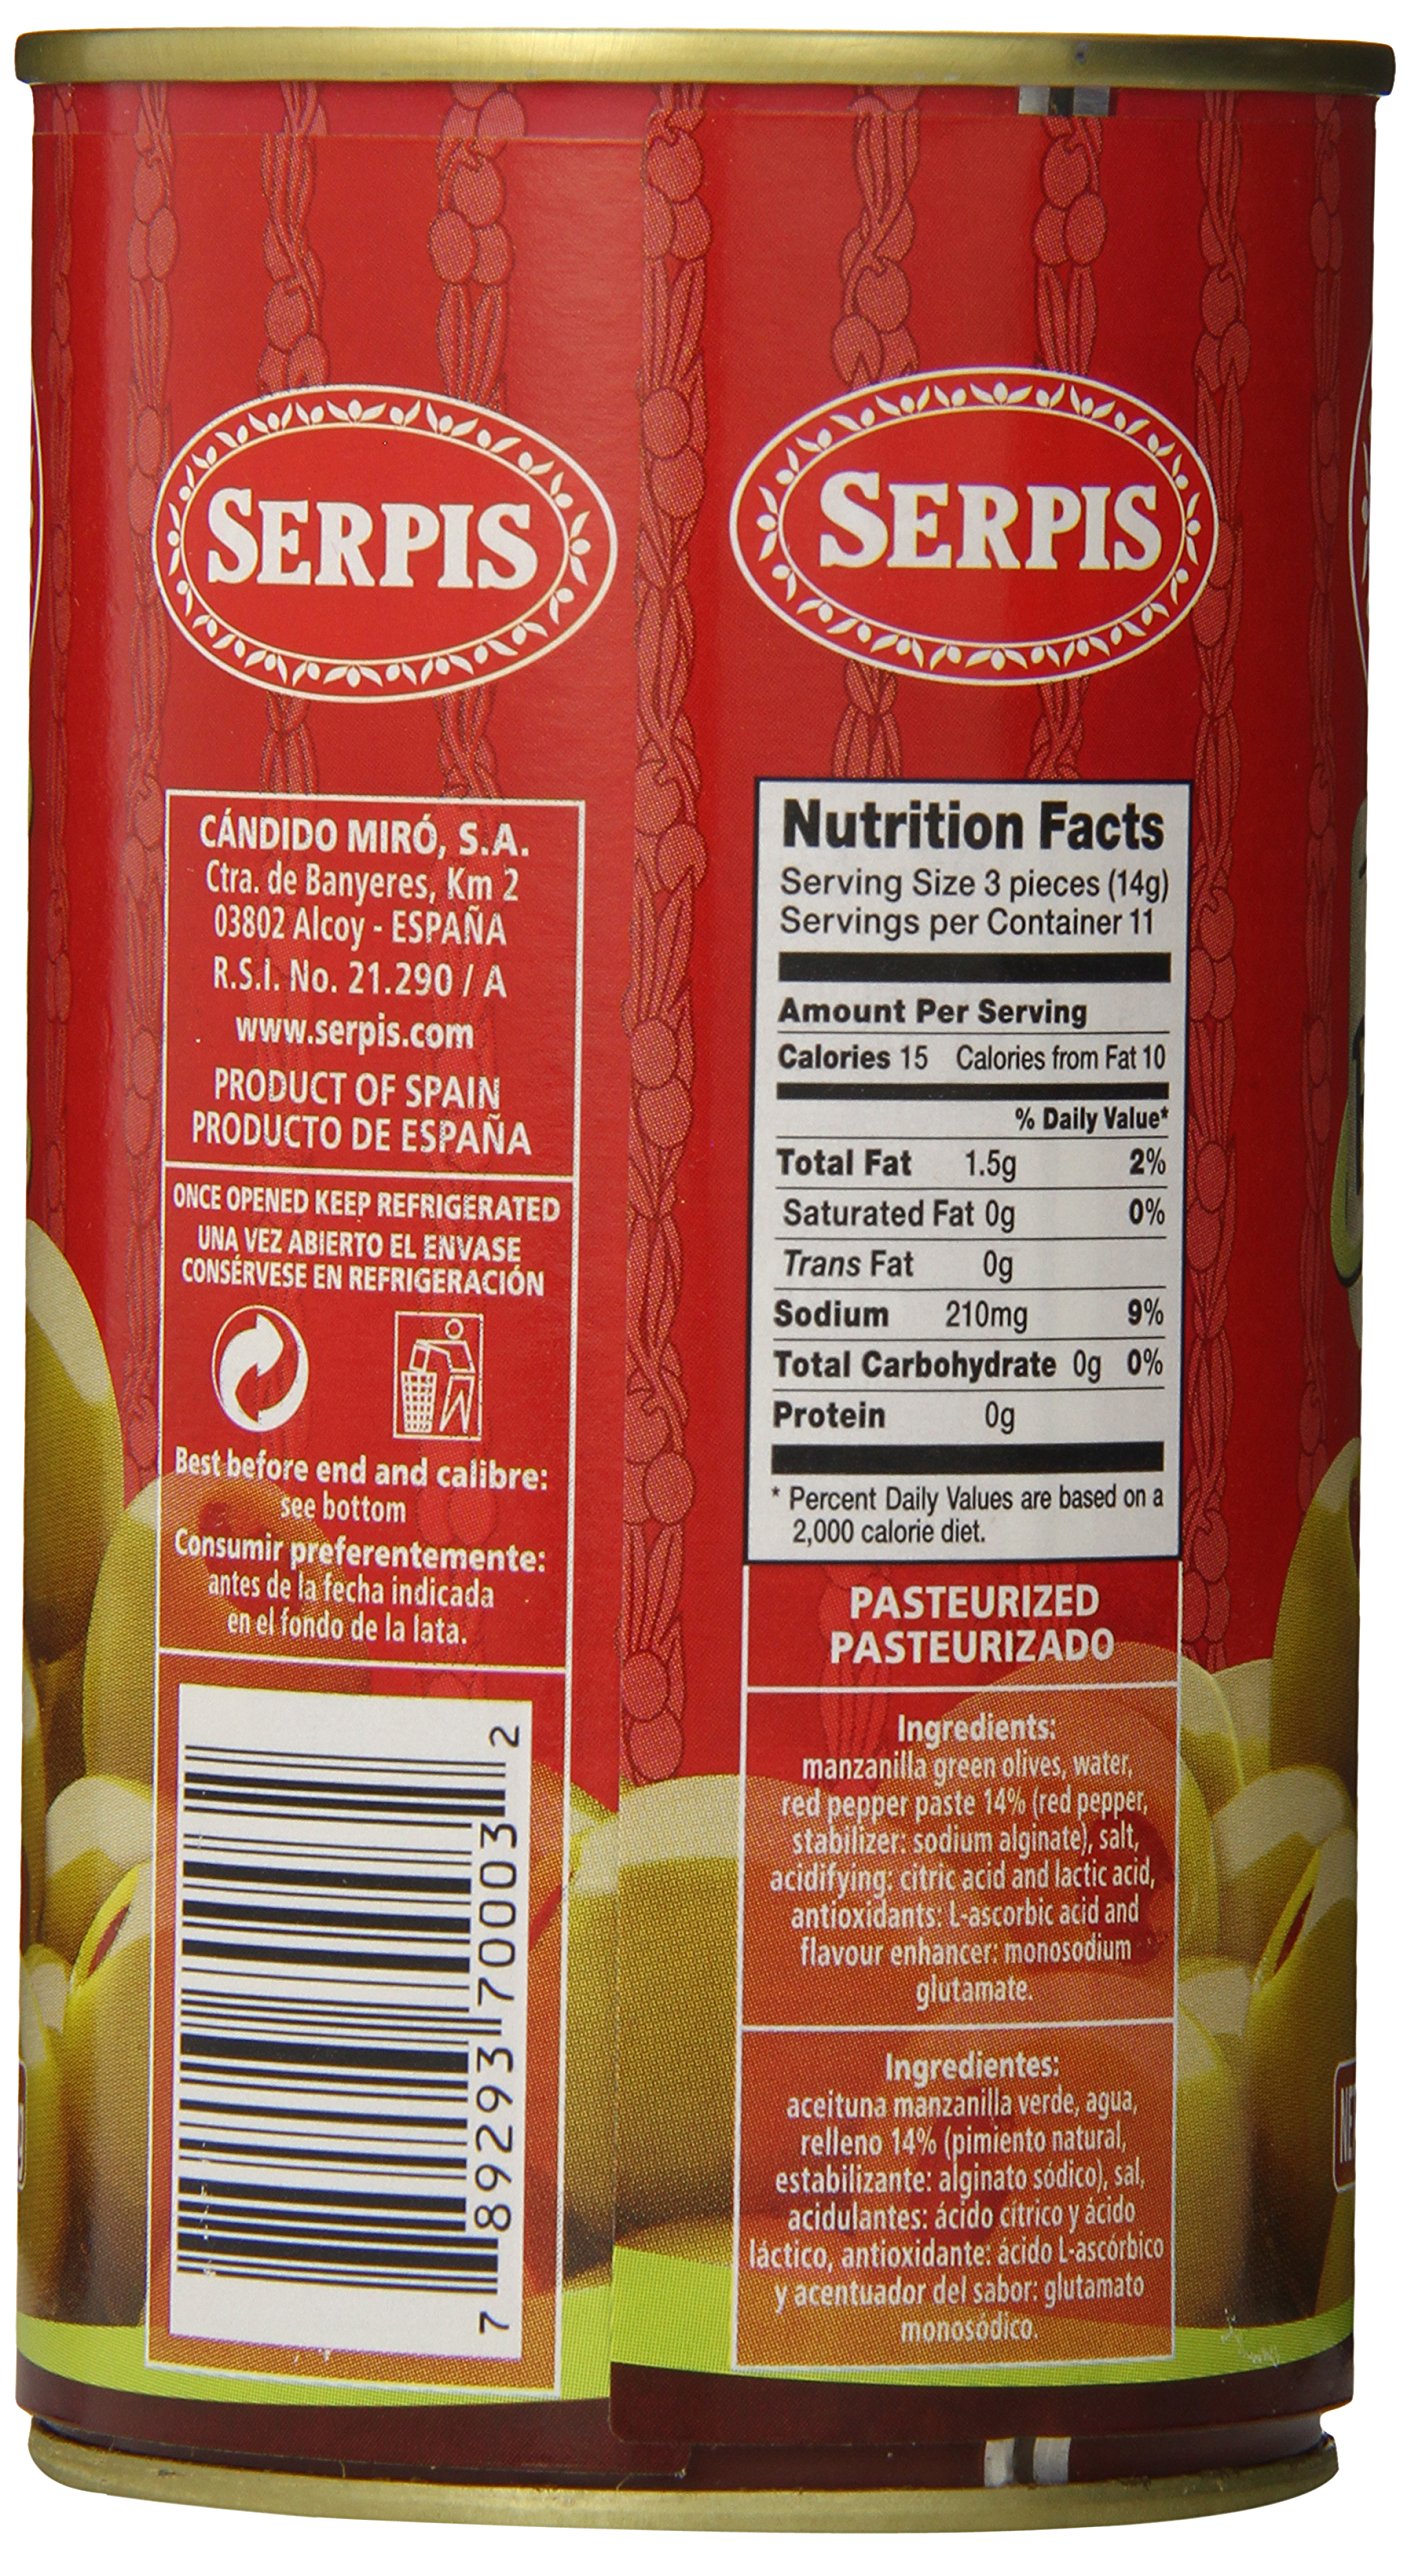 SERPIS
CÁNDIDO MIRÓ, S.A.
Ctra. de Banyeres, Km 2
03802 Alcoy - ESPAÑA
R.S.I. No. 21.290 / A
www.serpis.com
PRODUCT OF SPAIN
PRODUCTO DE ESPAÑA
ONCE OPENED KEEP REFRIGERATED
UNA VEZ ABIERTO EL ENVASE
CONSÉRVESE EN REFRIGERACIÓN
Best before end and calibre:
see bottom
Consumir preferentemente:
antes de la fecha indicada
en el fondo de la lata.
7 89293 70003 2
SERPIS
Nutrition Facts
Serving Size 3 pieces (14g)
Servings per Container 11
Amount Per Serving
Calories 15 Calories from Fat 10
% Daily Value*
Total Fat 1.5g 2%
Saturated Fat 0g 0%
Trans Fat 0g
Sodium 210mg 9%
Total Carbohydrate 0g 0%
Protein 0g
* Percent Daily Values are based on a
2,000 calorie diet.
PASTEURIZED
PASTEURIZADO
Ingredients:
manzanilla green olives, water,
red pepper paste 14% (red pepper,
stabilizer: sodium alginate), salt,
acidifying: citric acid and lactic acid,
antioxidants: L-ascorbic acid and
flavour enhancer: monosodium
glutamate.
Ingredientes:
aceituna manzanilla verde, agua,
relleno 14% (pimiento natural,
estabilizante: alginato sódico), sal,
acidulantes: ácido cítrico y ácido
láctico, antioxidante: ácido L-ascórbico
y acentuador del sabor: glutamato
monosódico.